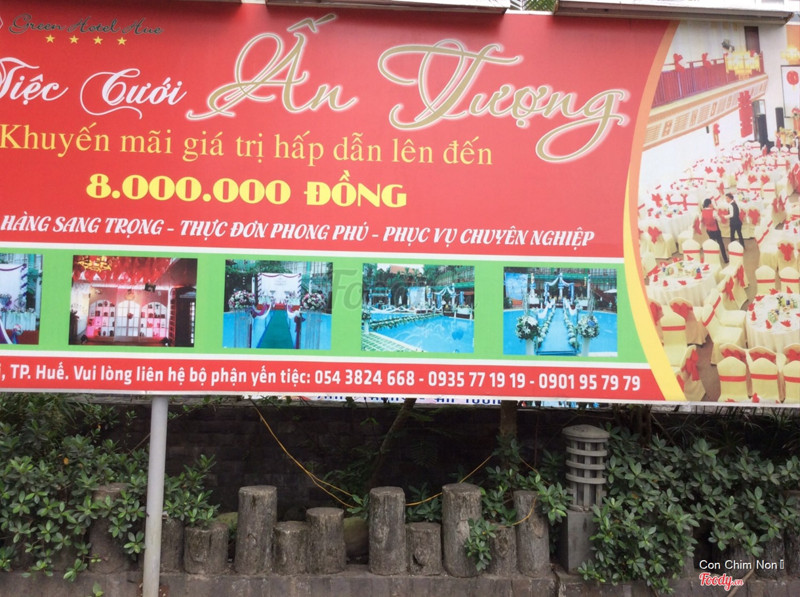 Green Hotel Hue
Tiệc Cưới Ấn Tượng
Khuyến mãi giá trị hấp dẫn lên đến
8.000.000 ĐỒNG
HÀNG SANG TRỌNG - THỰC ĐƠN PHONG PHÚ - PHỤC VỤ CHUYÊN NGHIỆP
, TP. Huế. Vui lòng liên hệ bộ phận yến tiệc: 054 3824 668 - 0935 77 19 19 - 0901 95 79 79
Con Chim Non
Foody.vn